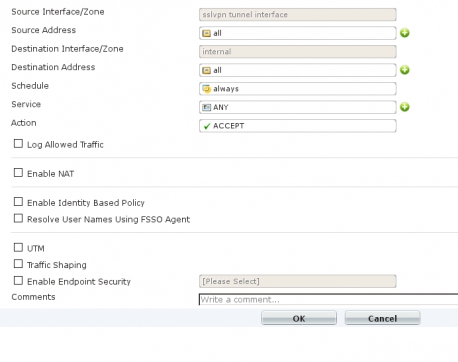 Source Interface/Zone sslvpn tunnel interface
Source Address all
Destination Interface/Zone internal
Destination Address all
Schedule always
Service ANY
Action ACCEPT
Log Allowed Traffic
Enable NAT
Enable Identity Based Policy
Resolve User Names Using FSSO Agent
UTM
Traffic Shaping
Enable Endpoint Security [Please Select]
Comments Write a comment...
OK Cancel